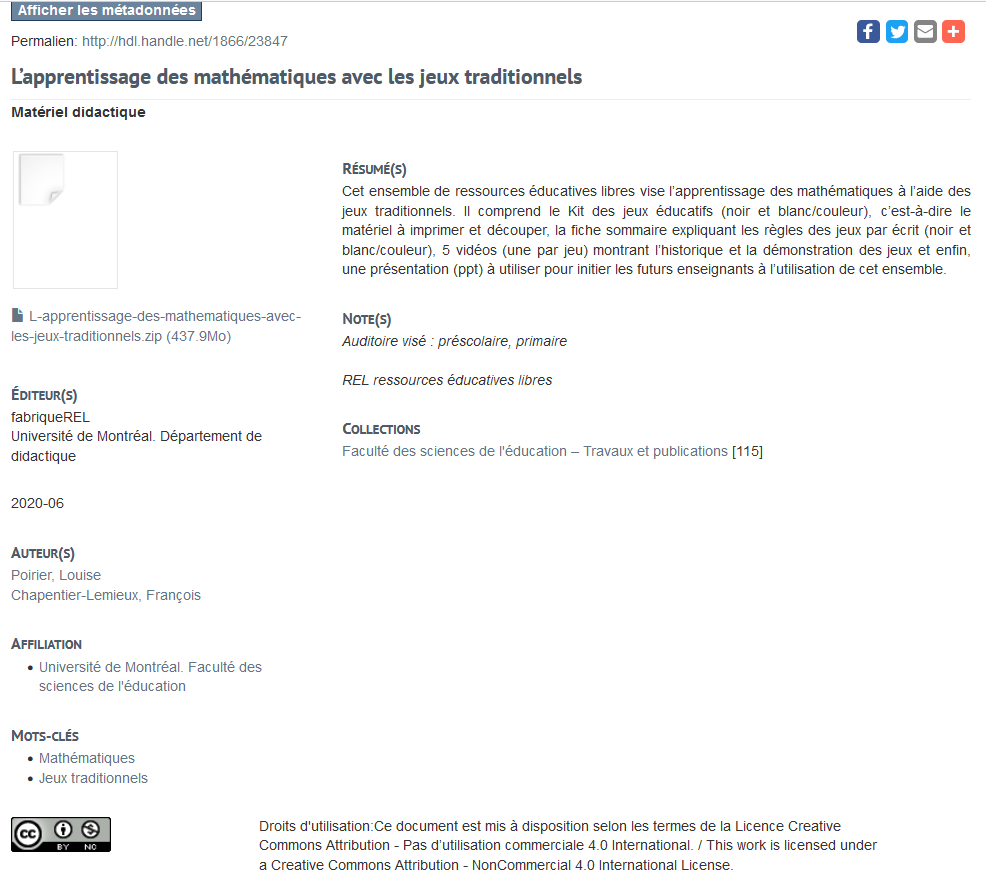 Afficher les métadonnées
Permalien: http://hdl.handle.net/1866/23847
L'apprentissage des mathématiques avec les jeux traditionnels
Matériel didactique
L-apprentissage-des-mathematiques-avec-
les-jeux-traditionnels.zip (437.9Mo)
Éditeur(s)
fabriqueREL
Université de Montréal. Département de
didactique
2020-06
Auteur(s)
Poirier, Louise
Chapentier-Lemieux, François
Affiliation
• Université de Montréal. Faculté des
sciences de l'éducation
Mots-clés
• Mathématiques
• Jeux traditionnels
Résumé(s)
Cet ensemble de ressources éducatives libres vise l'apprentissage des mathématiques à l'aide des
jeux traditionnels. Il comprend le Kit des jeux éducatifs (noir et blanc/couleur), c'est-à-dire le
matériel à imprimer et découper, la fiche sommaire expliquant les règles des jeux par écrit (noir et
blanc/couleur), 5 vidéos (une par jeu) montrant l'historique et la démonstration des jeux et enfin,
une présentation (ppt) à utiliser pour initier les futurs enseignants à l'utilisation de cet ensemble.
Note(s)
Auditoire visé : préscolaire, primaire
REL ressources éducatives libres
Collections
Faculté des sciences de l'éducation – Travaux et publications [115]
cc BY NC
Droits d'utilisation:Ce document est mis à disposition selon les termes de la Licence Creative
Commons Attribution - Pas d'utilisation commerciale 4.0 International. / This work is licensed under
a Creative Commons Attribution - NonCommercial 4.0 International License.